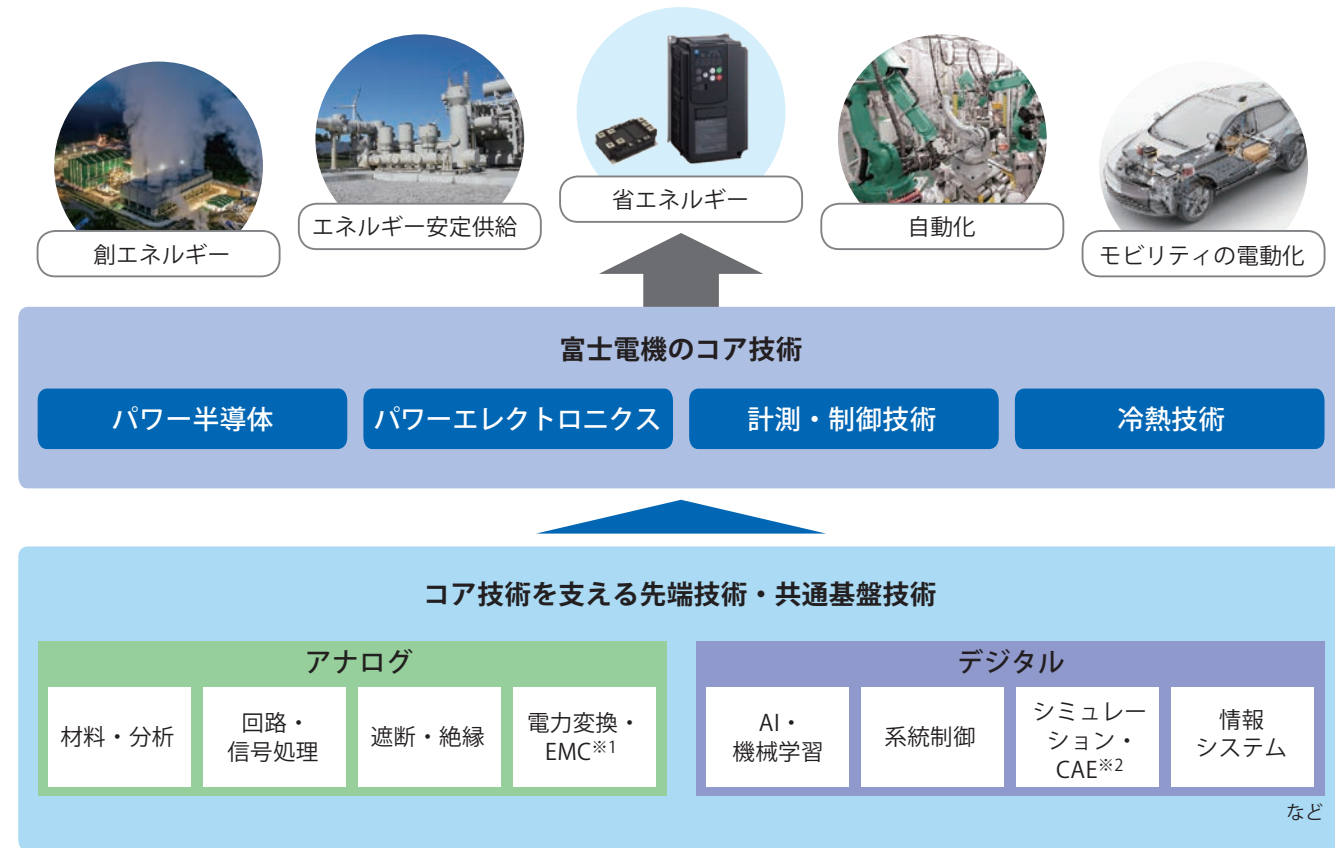 創エネルギー
エネルギー安定供給
省エネルギー
自動化
モビリティの電動化
富士電機のコア技術
パワー半導体
パワーエレクトロニクス
計測・制御技術
冷熱技術
コア技術を支える先端技術・共通基盤技術
アナログ
材料・分析
回路・
信号処理
遮断・絶縁
電力変換・
EMC※1
デジタル
AI・
機械学習
系統制御
シミュレー
ション・
CAE※2
情報
システム
など